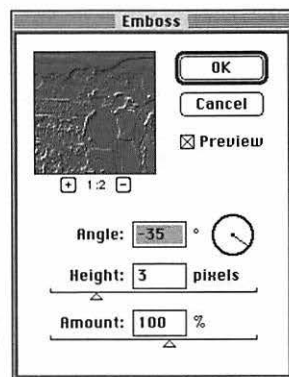 Emboss
OK
Cancel
Preview
+ 1:2 −
Angle: -35 °
Height: 3 pixels
Amount: 100 %